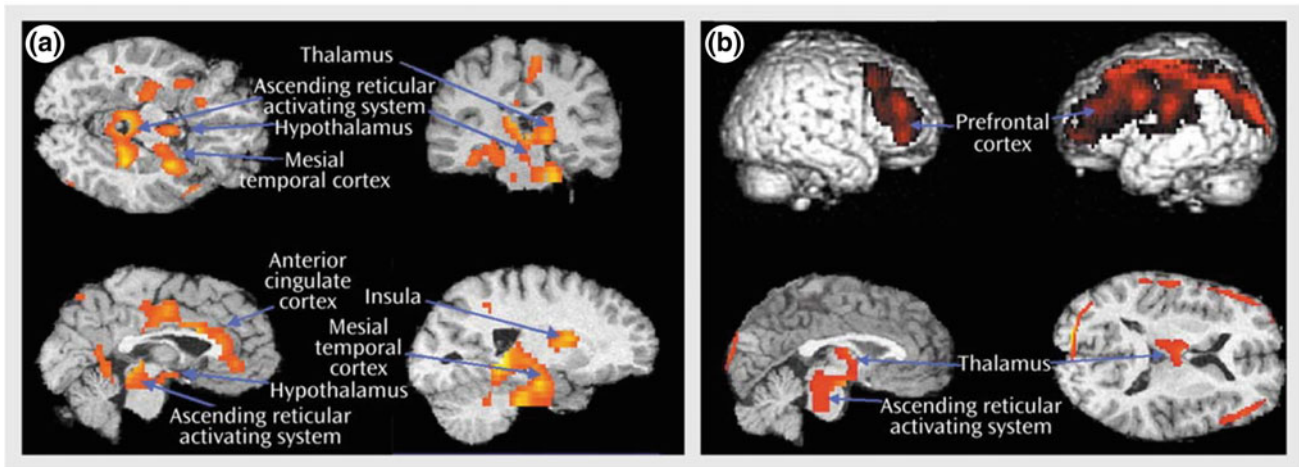 (a)
Thalamus
Ascending reticular
activating system
Hypothalamus
Mesial
temporal cortex
Anterior
cingulate
cortex
Insula
Mesial
temporal
cortex
Hypothalamus
Ascending reticular
activating system
(b)
Prefrontal
cortex
Thalamus
Ascending reticular
activating system